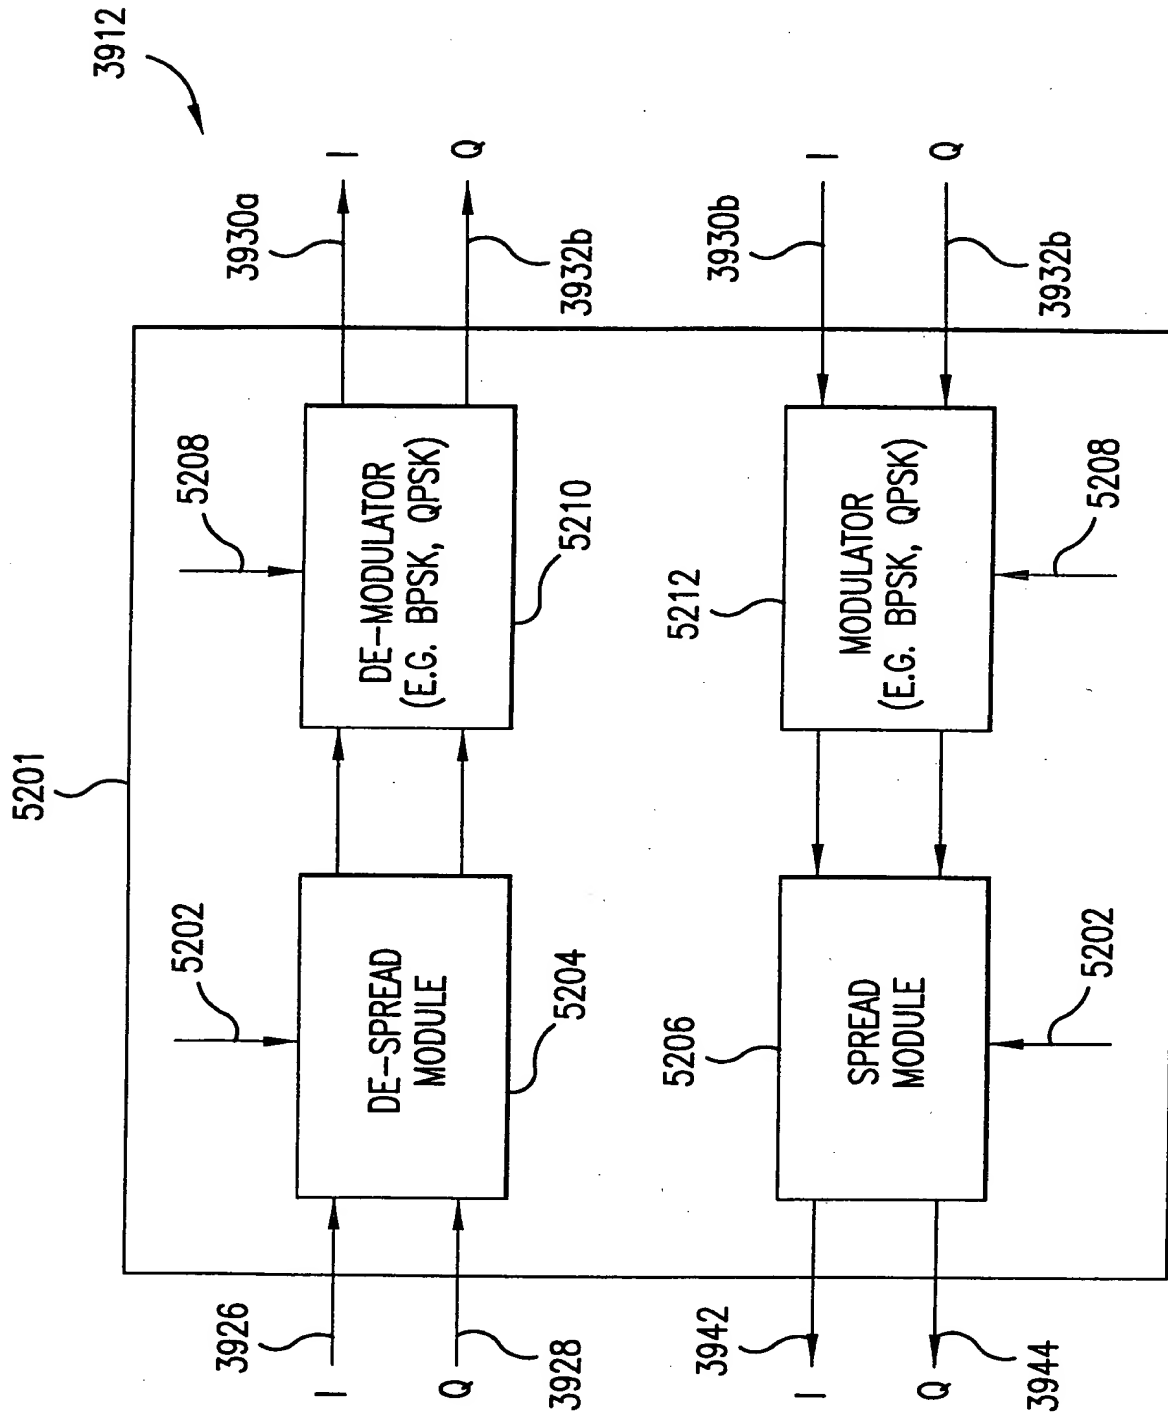 3912
5201
5202
5208
3926
3930a
I
I
DE-SPREAD
MODULE
DE-MODULATOR
(E.G. BPSK, QPSK)
Q
Q
3928
5204
5210
3932b
5206
5212
3930b
3942
I
I
SPREAD
MODULE
MODULATOR
(E.G. BPSK, QPSK)
Q
Q
3944
5202
5208
3932b